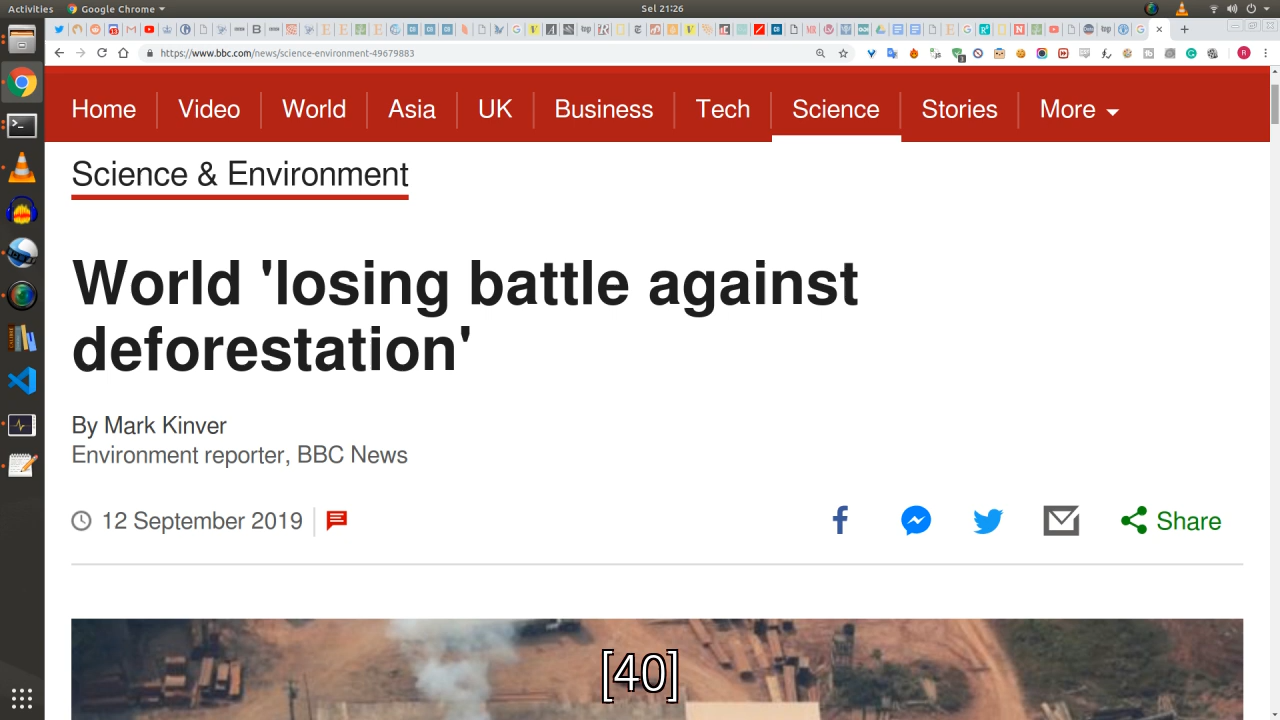 Activities Google Chrome Sel 21:26
https://www.bbc.com/news/science-environment-49679883
Home Video World Asia UK Business Tech Science Stories More
Science & Environment
World 'losing battle against
deforestation'
By Mark Kinver
Environment reporter, BBC News
12 September 2019
Share
[40]